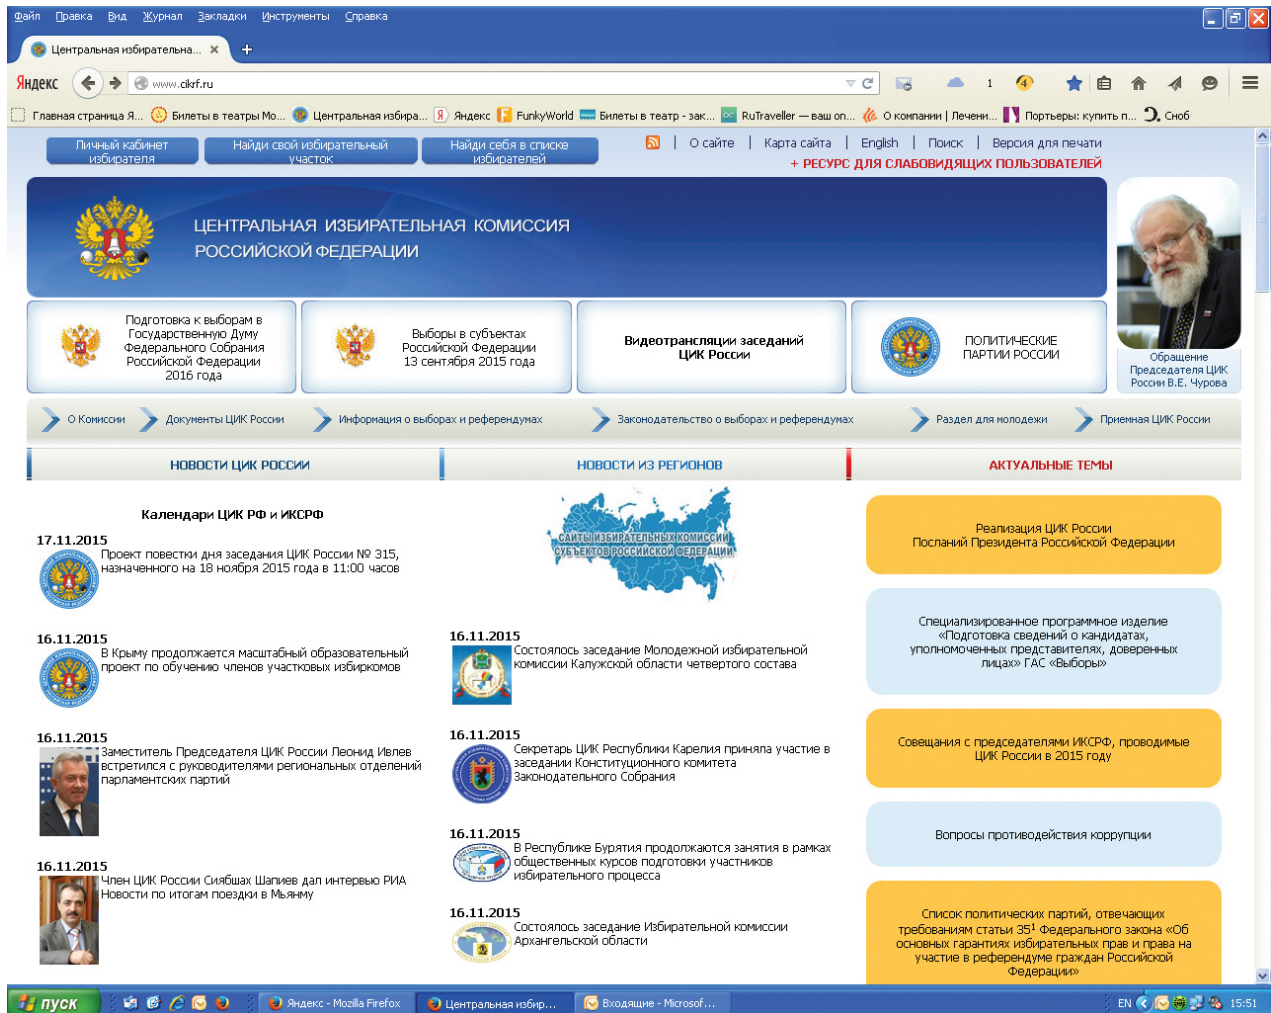 Файл Правка Вид Журнал Закладки Инструменты Справка
Центральная избирательна...
Яндекс
www.cikrf.ru
1
4
Главная страница Я...
Билеты в театры Мо...
Центральная избира...
Яндекс
FunkyWorld
Билеты в театр - зак...
RuTraveller — ваш оп...
О компании | Лечени...
Портьеры: купить п...
Сноб
Личный кабинет
избирателя
Найди свой избирательный
участок
Найди себя в списке
избирателей
О сайте | Карта сайта | English | Поиск | Версия для печати
+ РЕСУРС ДЛЯ СЛАБОВИДЯЩИХ ПОЛЬЗОВАТЕЛЕЙ
ЦЕНТРАЛЬНАЯ ИЗБИРАТЕЛЬНАЯ КОМИССИЯ
РОССИЙСКОЙ ФЕДЕРАЦИИ
Подготовка к выборам в
Государственную Думу
Федерального Собрания
Российской Федерации
2016 года
Выборы в субъектах
Российской Федерации
13 сентября 2015 года
Видеотрансляции заседаний
ЦИК России
ПОЛИТИЧЕСКИЕ
ПАРТИИ РОССИИ
Обращение
Председателя ЦИК
России В.Е. Чурова
О Комиссии
Документы ЦИК России
Информация о выборах и референдумах
Законодательство о выборах и референдумах
Раздел для молодежи
Приемная ЦИК России
НОВОСТИ ЦИК РОССИИ
НОВОСТИ ИЗ РЕГИОНОВ
АКТУАЛЬНЫЕ ТЕМЫ
Календари ЦИК РФ и ИКСРФ
17.11.2015
Проект повестки дня заседания ЦИК России № 315,
назначенного на 18 ноября 2015 года в 11:00 часов
16.11.2015
В Крыму продолжается масштабный образовательный
проект по обучению членов участковых избиркомов
16.11.2015
Заместитель Председателя ЦИК России Леонид Ивлев
встретился с руководителями региональных отделений
парламентских партий
16.11.2015
Член ЦИК России Сиябшах Шапиев дал интервью РИА
Новости по итогам поездки в Мьянму
САЙТЫ ИЗБИРАТЕЛЬНЫХ КОМИССИЙ
СУБЪЕКТОВ РОССИЙСКОЙ ФЕДЕРАЦИИ
16.11.2015
Состоялось заседание Молодежной избирательной
комиссии Калужской области четвертого состава
16.11.2015
Секретарь ЦИК Республики Карелия приняла участие в
заседании Конституционного комитета
Законодательного Собрания
16.11.2015
В Республике Бурятия продолжаются занятия в рамках
общественных курсов подготовки участников
избирательного процесса
16.11.2015
Состоялось заседание Избирательной комиссии
Архангельской области
Реализация ЦИК России
Посланий Президента Российской Федерации
Специализированное программное изделие
«Подготовка сведений о кандидатах,
уполномоченных представителях, доверенных
лицах» ГАС «Выборы»
Совещания с председателями ИКСРФ, проводимые
ЦИК России в 2015 году
Вопросы противодействия коррупции
Список политических партий, отвечающих
требованиям статьи 35¹ Федерального закона «Об
основных гарантиях избирательных прав и права на
участие в референдуме граждан Российской
Федерации»
пуск
Яндекс - Mozilla Firefox
Центральная избир...
Входящие - Microsof...
EN
15:51